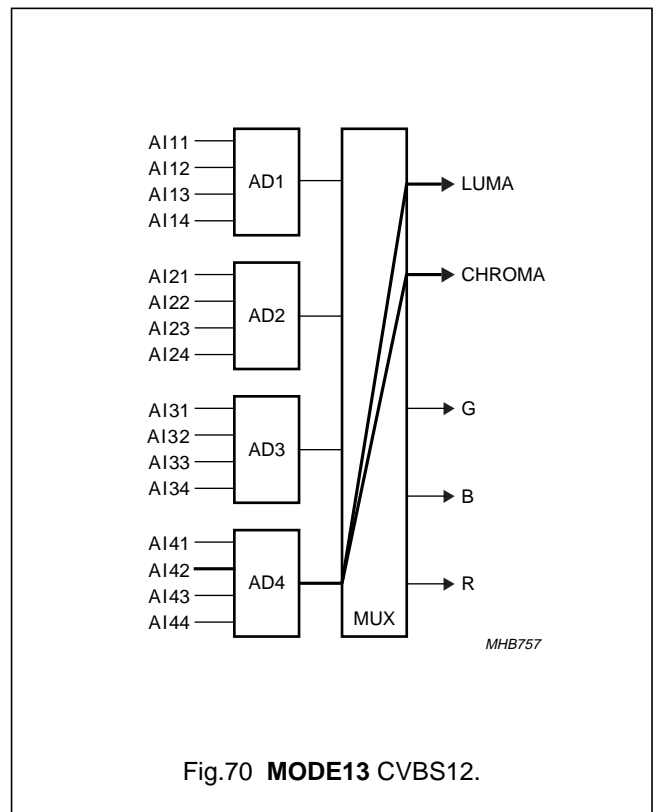 AI11
AI12
AI13
AI14
AD1
LUMA
CHROMA
AI21
AI22
AI23
AI24
AD2
AI31
AI32
AI33
AI34
AD3
G
B
AI41
AI42
AI43
AI44
AD4
R
MUX
MHB757
Fig.70 MODE13 CVBS12.